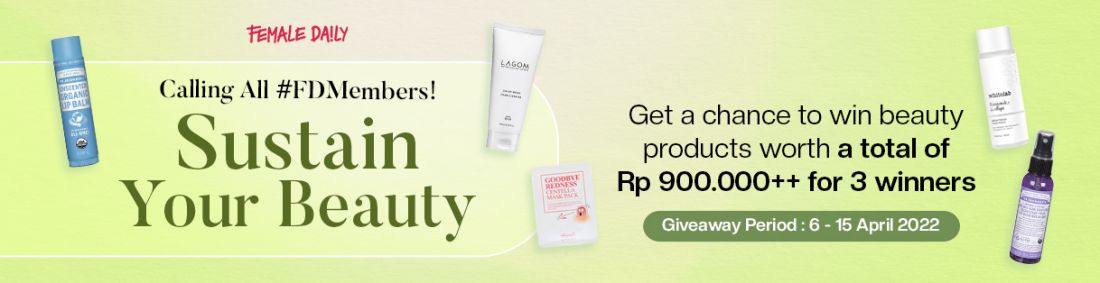 FEMALE DAILY
Calling All #FDMembers!
Sustain
Your Beauty
UNSCENTED
ORGANIC
LIP BALM
LAGOM
GOODBYE
REDNESS
CENTELLA
MASK PACK
Get a chance to win beauty
products worth a total of
Rp 900.000++ for 3 winners
Giveaway Period : 6 - 15 April 2022
whitelab